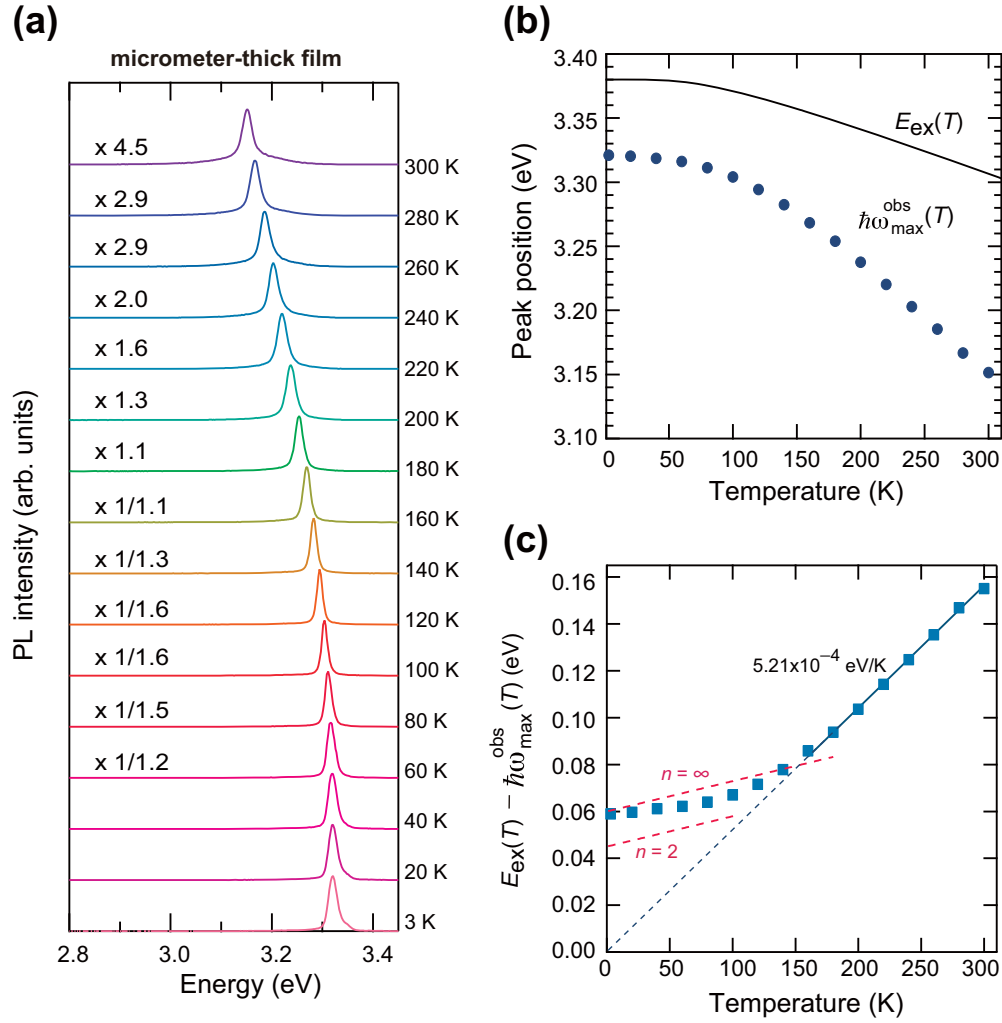 (a)
micrometer-thick film
x 4.5
300 K
x 2.9
280 K
x 2.9
260 K
x 2.0
240 K
x 1.6
220 K
x 1.3
200 K
x 1.1
180 K
x 1/1.1
160 K
x 1/1.3
140 K
x 1/1.6
120 K
x 1/1.6
100 K
x 1/1.5
80 K
x 1/1.2
60 K
40 K
20 K
3 K
PL intensity (arb. units)
2.8 3.0 3.2 3.4
Energy (eV)
(b)
3.40
3.35
3.30
3.25
3.20
3.15
3.10
Peak position (eV)
E_ex(T)
ħω_max^obs(T)
0 50 100 150 200 250 300
Temperature (K)
(c)
0.16
0.14
0.12
0.10
0.08
0.06
0.04
0.02
0.00
E_ex(T) − ħω_max^obs(T) (eV)
5.21x10⁻⁴ eV/K
n = ∞
n = 2
0 50 100 150 200 250 300
Temperature (K)